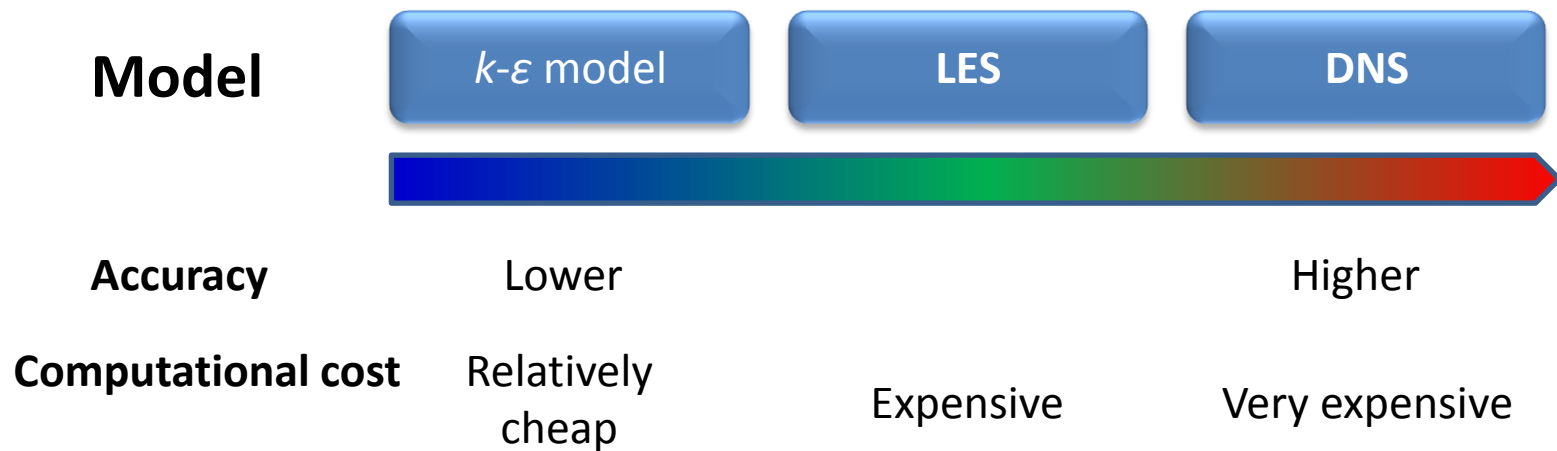 Model k-ε model LES DNS
Accuracy Lower Higher
Computational cost Relatively
cheap Expensive Very expensive